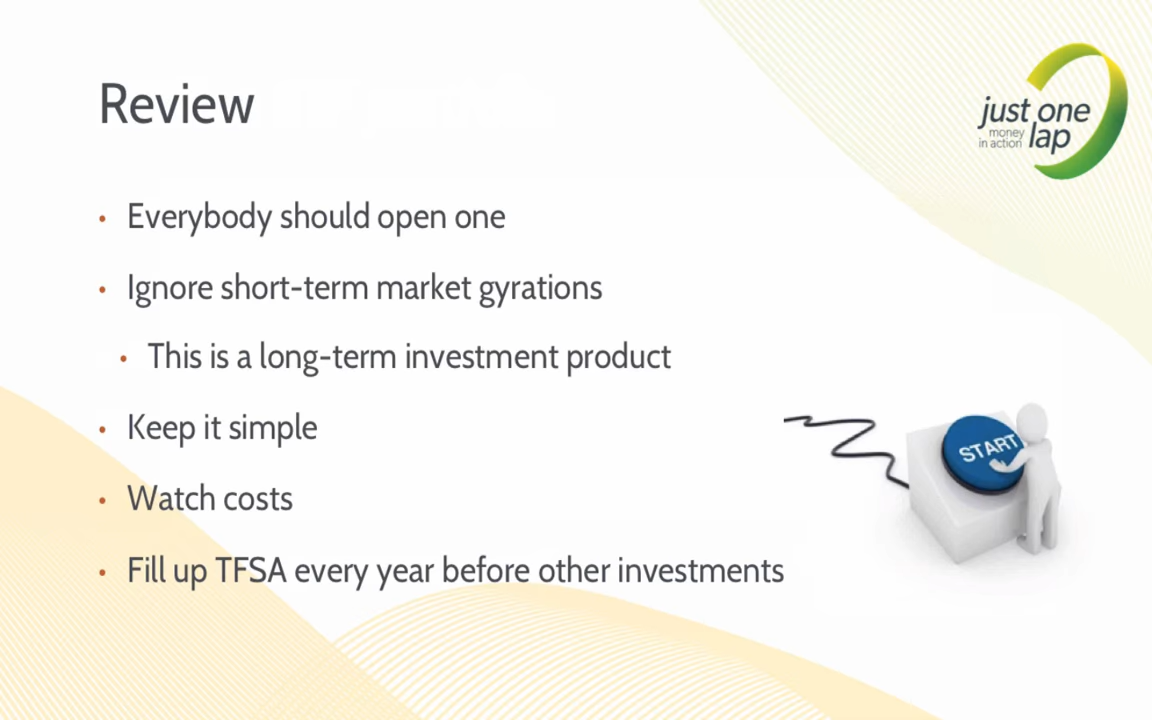 Review
just one
money
in action lap
Everybody should open one
Ignore short-term market gyrations
This is a long-term investment product
Keep it simple
START
Watch costs
Fill up TFSA every year before other investments